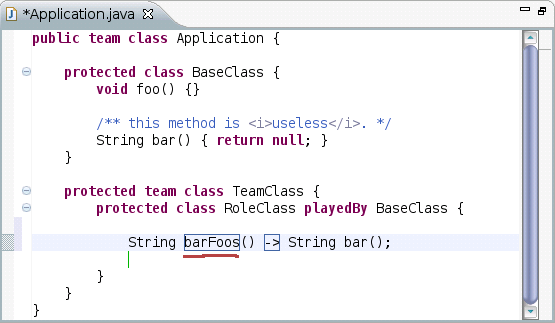 *Application.java
public team class Application {
protected class BaseClass {
void foo() {}
/** this method is <i>useless</i>. */
String bar() { return null; }
}
protected team class TeamClass {
protected class RoleClass playedBy BaseClass {
String barFoos() -> String bar();
}
}
}